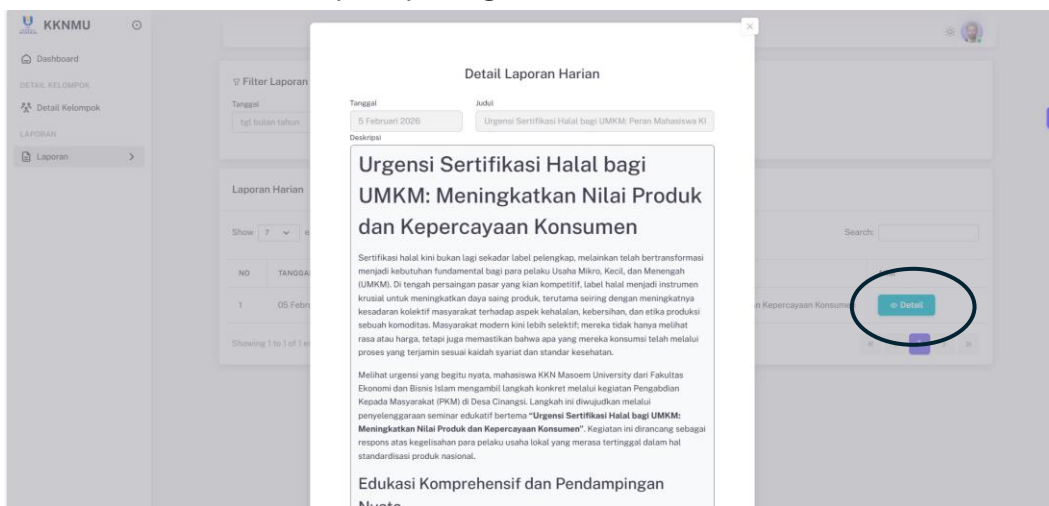 KKNMU
Dashboard
DETAIL KELOMPOK
Detail Kelompok
LAPORAN
Laporan
Filter Laporan
Tanggal
tgl bulan tahun
Laporan Harian
Show 7
Search:
NO TANGGA
1 05 Febru
n Kepercayaan Konsumen
Detail
Showing 1 to 1 of 1 en
Detail Laporan Harian
Tanggal
Judul
5 Februari 2026
Urgensi Sertifikasi Halal bagi UMKM: Peran Mahasiswa KI
Deskripsi
Urgensi Sertifikasi Halal bagi
UMKM: Meningkatkan Nilai Produk
dan Kepercayaan Konsumen
Sertifikasi halal kini bukan lagi sekadar label pelengkap, melainkan telah bertransformasi
menjadi kebutuhan fundamental bagi para pelaku Usaha Mikro, Kecil, dan Menengah
(UMKM). Di tengah persaingan pasar yang kian kompetitif, label halal menjadi instrumen
krusial untuk meningkatkan daya saing produk, terutama seiring dengan meningkatnya
kesadaran kolektif masyarakat terhadap aspek kehalalan, kebersihan, dan etika produksi
sebuah komoditas. Masyarakat modern kini lebih selektif; mereka tidak hanya melihat
rasa atau harga, tetapi juga memastikan bahwa apa yang mereka konsumsi telah melalui
proses yang terjamin sesuai kaidah syariat dan standar kesehatan.
Melihat urgensi yang begitu nyata, mahasiswa KKN Masoem University dari Fakultas
Ekonomi dan Bisnis Islam mengambil langkah konkret melalui kegiatan Pengabdian
Kepada Masyarakat (PKM) di Desa Cinangsi. Langkah ini diwujudkan melalui
penyelenggaraan seminar edukatif bertema “Urgensi Sertifikasi Halal bagi UMKM:
Meningkatkan Nilai Produk dan Kepercayaan Konsumen”. Kegiatan ini dirancang sebagai
respons atas kegelisahan para pelaku usaha lokal yang merasa tertinggal dalam hal
standardisasi produk nasional.
Edukasi Komprehensif dan Pendampingan